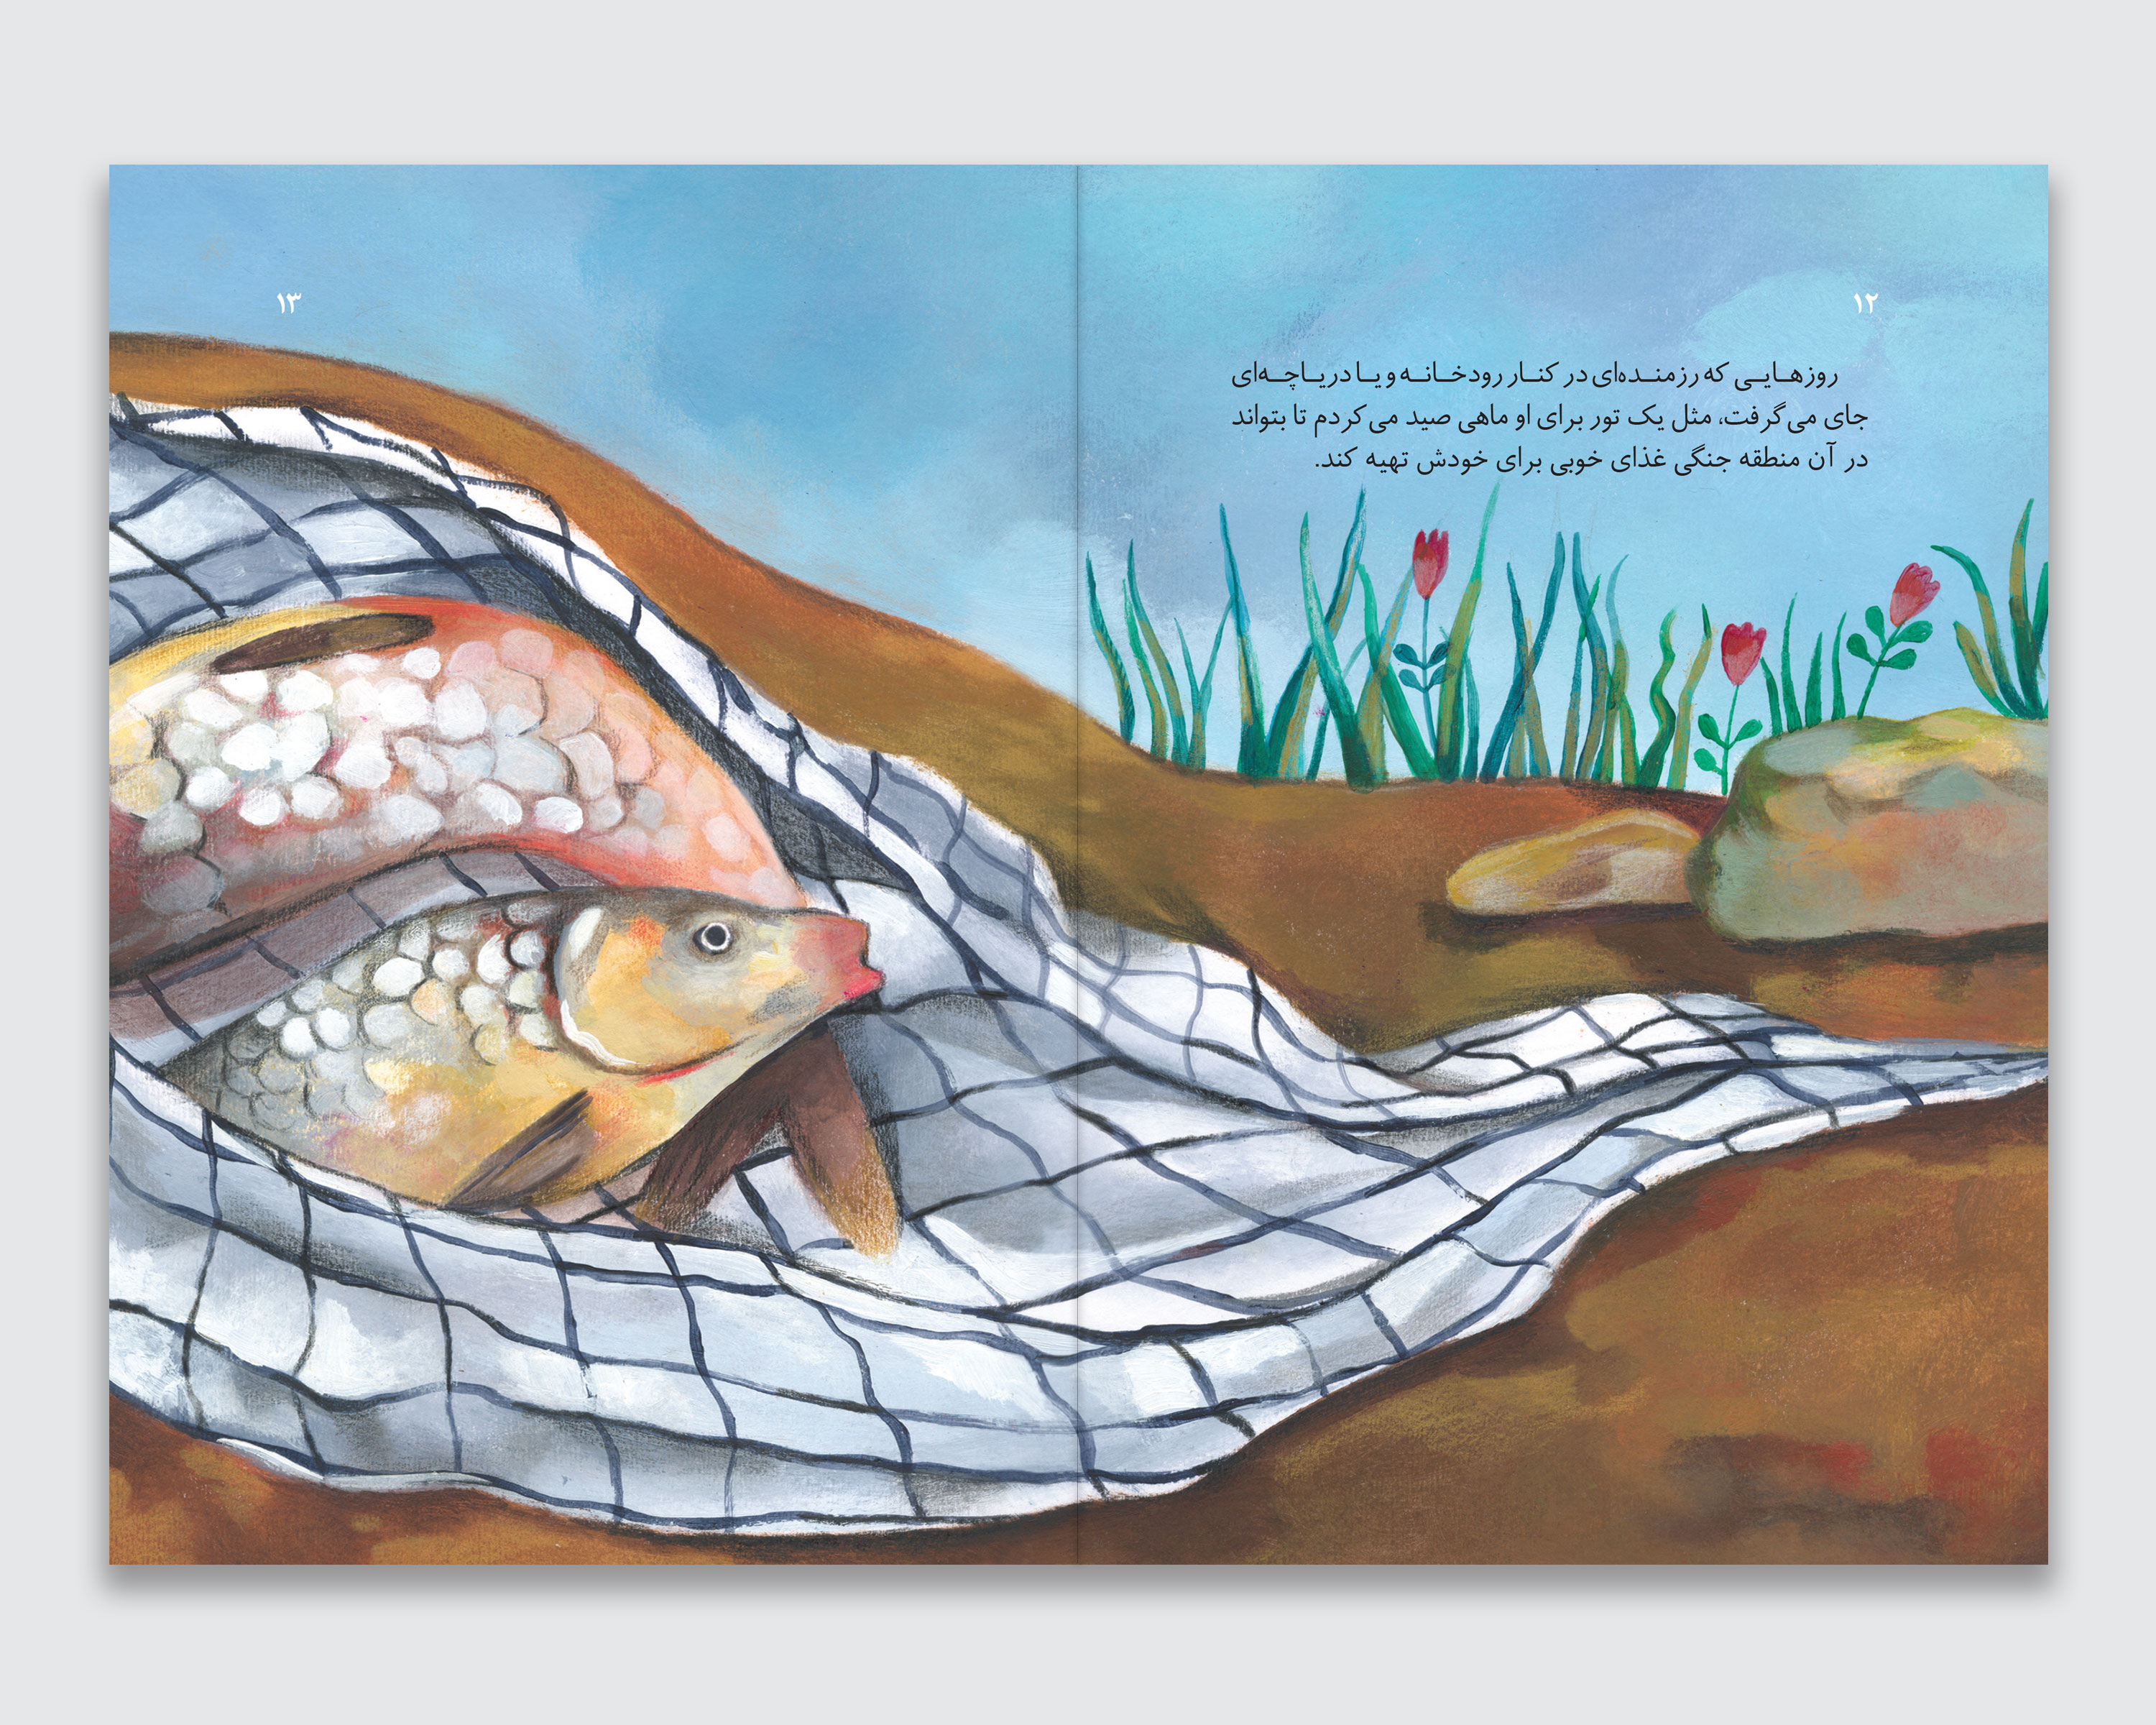 ۱۲
روزهایی که رزمنده‌ای در کنار رودخانه و یا دریاچه‌ای
جای می‌گرفت، مثل یک تور برای او ماهی صید می‌کردم تا بتواند
در آن منطقه جنگی غذای خوبی برای خودش تهیه کند.
۱۳